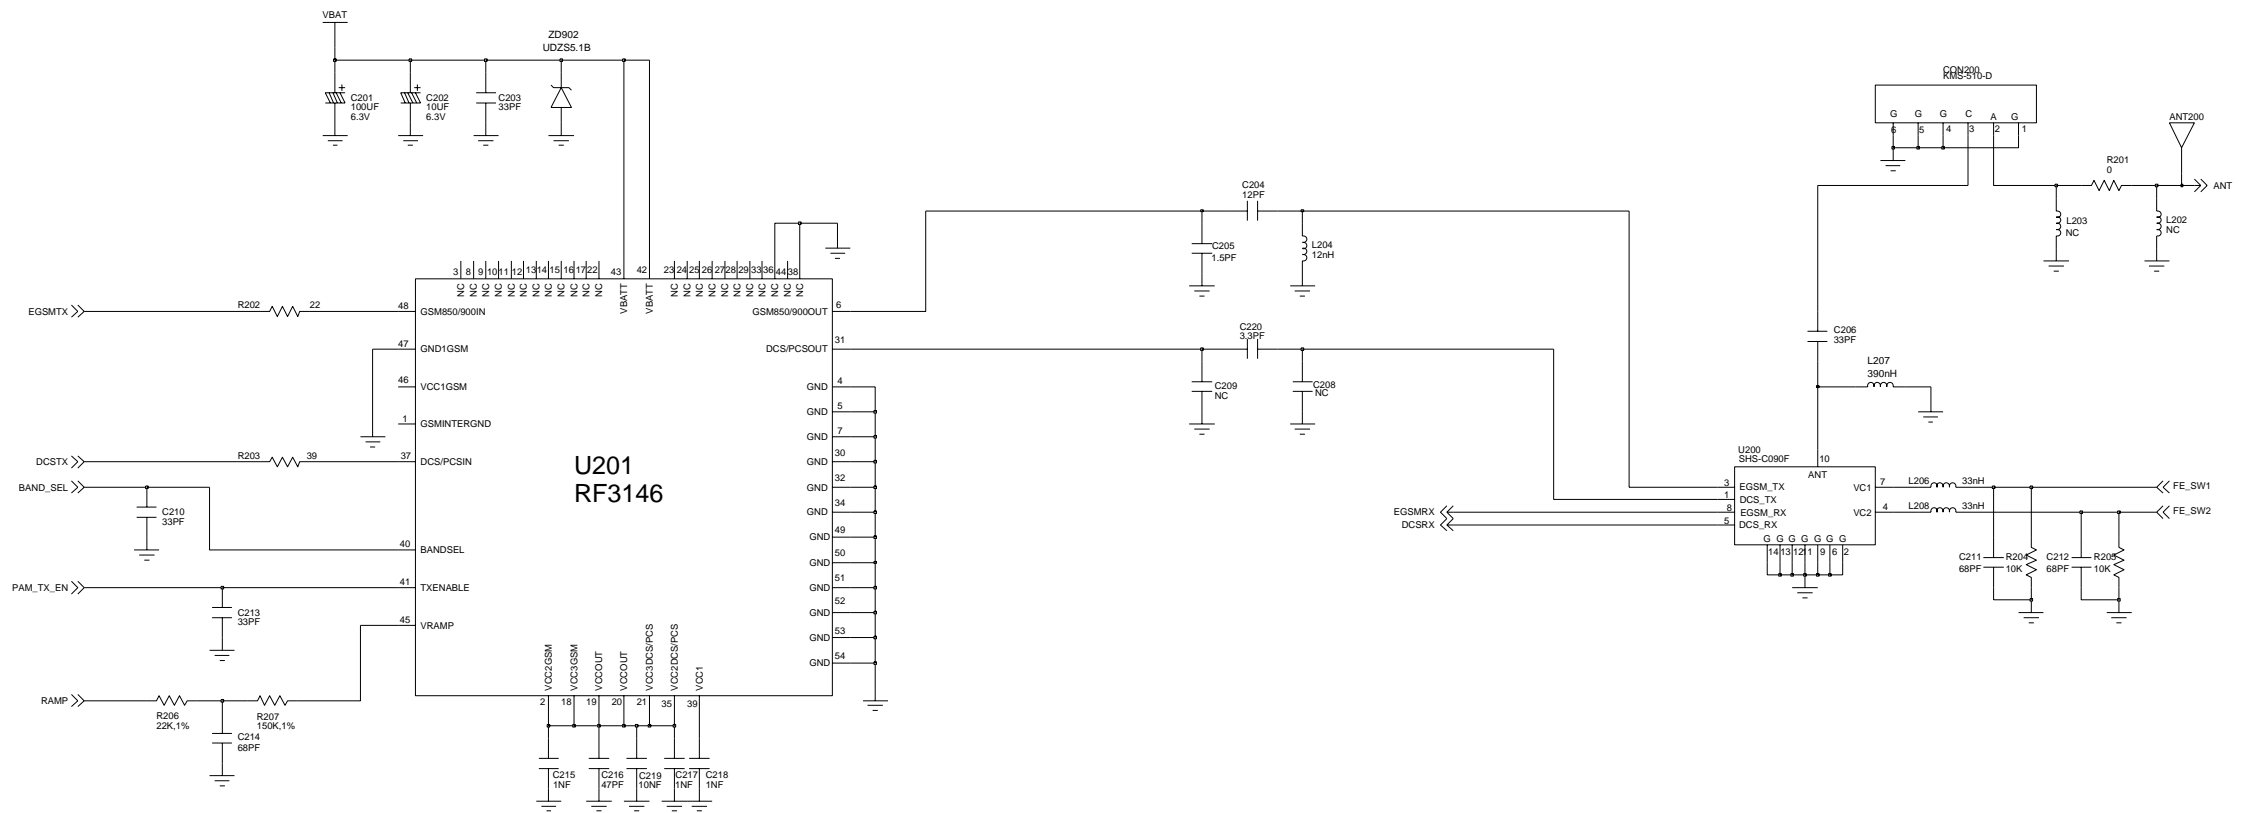 VBAT
ZD902
UDZS5.1B
C201
100UF
6.3V
C202
10UF
6.3V
C203
33PF
CON200
KMS-510-D
G G G C A G
6 5 4 3 2 1
ANT200
R201
0
ANT
L203
NC
L202
NC
C204
12PF
C205
1.5PF
L204
12nH
C220
3.3PF
C209
NC
C208
NC
C206
33PF
L207
390nH
3 8 9 10 11 12 13 14 15 16 17 22 43 42 23 24 25 26 27 28 29 33 36 44 38
NC NC NC NC NC NC NC NC NC NC NC NC VBATT VBATT NC NC NC NC NC NC NC NC NC NC NC
EGSMTX
R202 22
48 GSM850/900IN
GSM850/900OUT 6
47 GND1GSM
DCS/PCSOUT 31
46 VCC1GSM
GND 4
1 GSMINTERGND
GND 5
GND 7
DCSTX
R203 39
37 DCS/PCSIN
GND 30
BAND_SEL
GND 32
C210
33PF
GND 34
GND 49
40 BANDSEL
GND 50
PAM_TX_EN
41 TXENABLE
GND 51
C213
33PF
GND 52
45 VRAMP
GND 53
GND 54
U201
RF3146
VCC2GSM VCC3GSM VCCOUT VCCOUT VCC3DCS/PCS VCC2DCS/PCS VCC1
2 18 19 20 21 35 39
RAMP
R206
22K,1%
R207
150K,1%
C214
68PF
C215
1NF
C216
47PF
C219
10NF
C217
1NF
C218
1NF
U200
SHS-C090F
10
ANT
3 EGSM_TX
1 DCS_TX
8 EGSM_RX
5 DCS_RX
VC1 7
VC2 4
G G G G G G G
14 13 12 11 9 6 2
EGSMRX
DCSRX
L206 33nH
FE_SW1
L208 33nH
FE_SW2
C211
68PF
R204
10K
C212
68PF
R205
10K